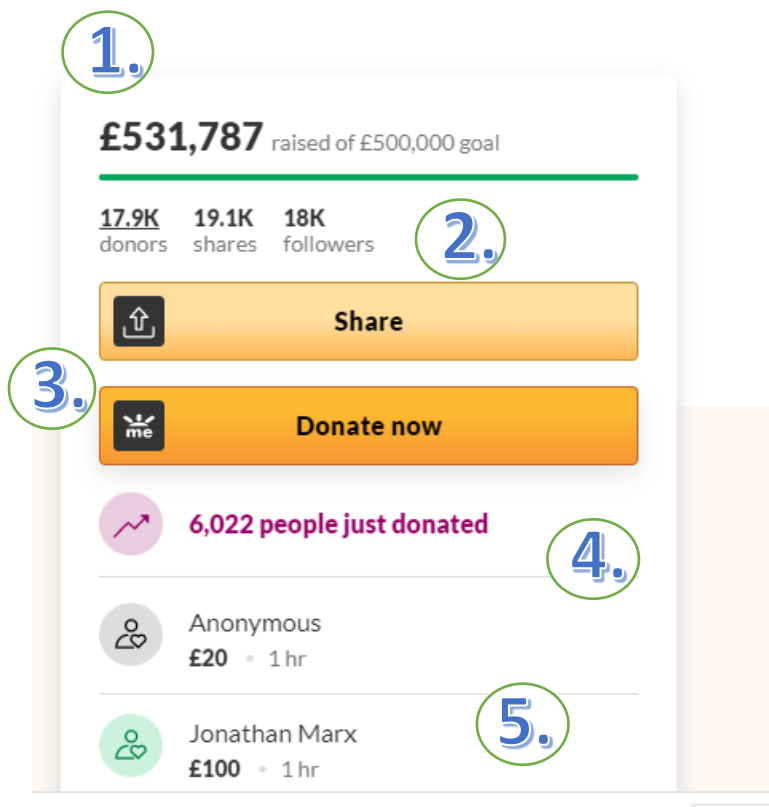 1.
£531,787 raised of £500,000 goal
17.9K 19.1K 18K
donors shares followers
2.
Share
3.
me
Donate now
6,022 people just donated
4.
Anonymous
£20 • 1 hr
5.
Jonathan Marx
£100 • 1 hr